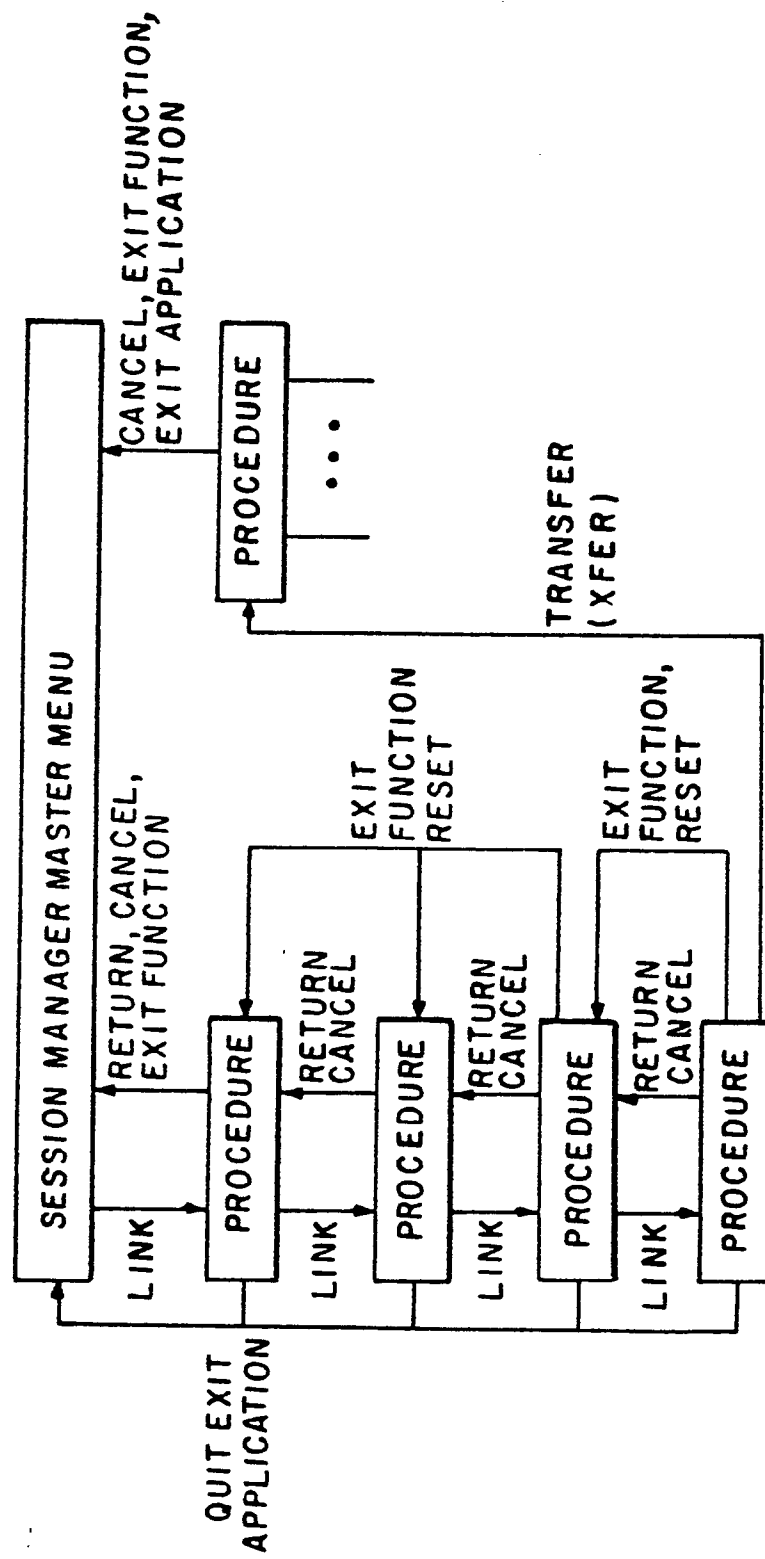 SESSION MANAGER MASTER MENU
LINK
RETURN, CANCEL,
EXIT FUNCTION
CANCEL, EXIT FUNCTION,
EXIT APPLICATION
QUIT EXIT
APPLICATION
PROCEDURE
PROCEDURE
LINK
RETURN
CANCEL
EXIT
FUNCTION
RESET
PROCEDURE
LINK
RETURN
CANCEL
TRANSFER
(XFER)
PROCEDURE
LINK
RETURN
CANCEL
EXIT
FUNCTION,
RESET
PROCEDURE